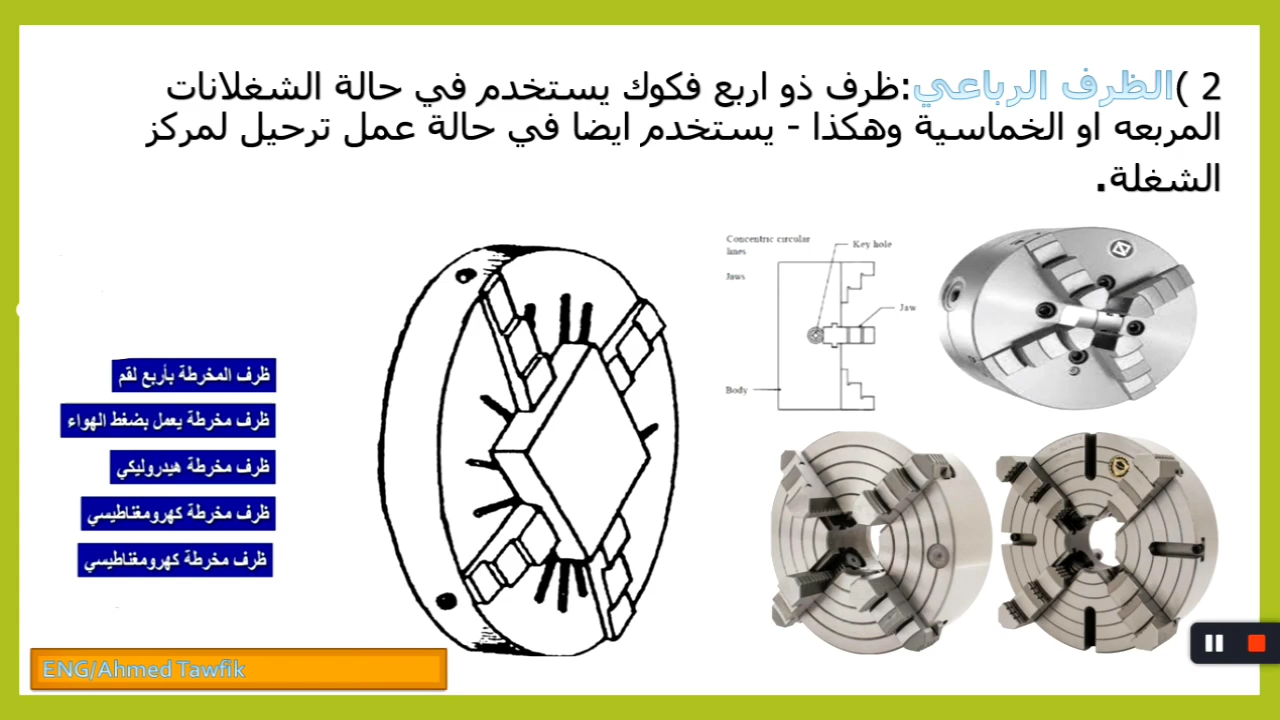 2 )الظرف الرباعي:ظرف ذو اربع فكوك يستخدم في حالة الشغلانات
المربعه او الخماسية وهكذا - يستخدم ايضا في حالة عمل ترحيل لمركز
الشغلة.
Concentric circular
lines
Key hole
Jaws
Jaw
Body
ظرف المخرطة بأربع لقم
ظرف مخرطة يعمل بضغط الهواء
ظرف مخرطة هيدروليكي
ظرف مخرطة كهرومغناطيسي
ظرف مخرطة كهرومغناطيسي
ENG/Ahmed Tawfik